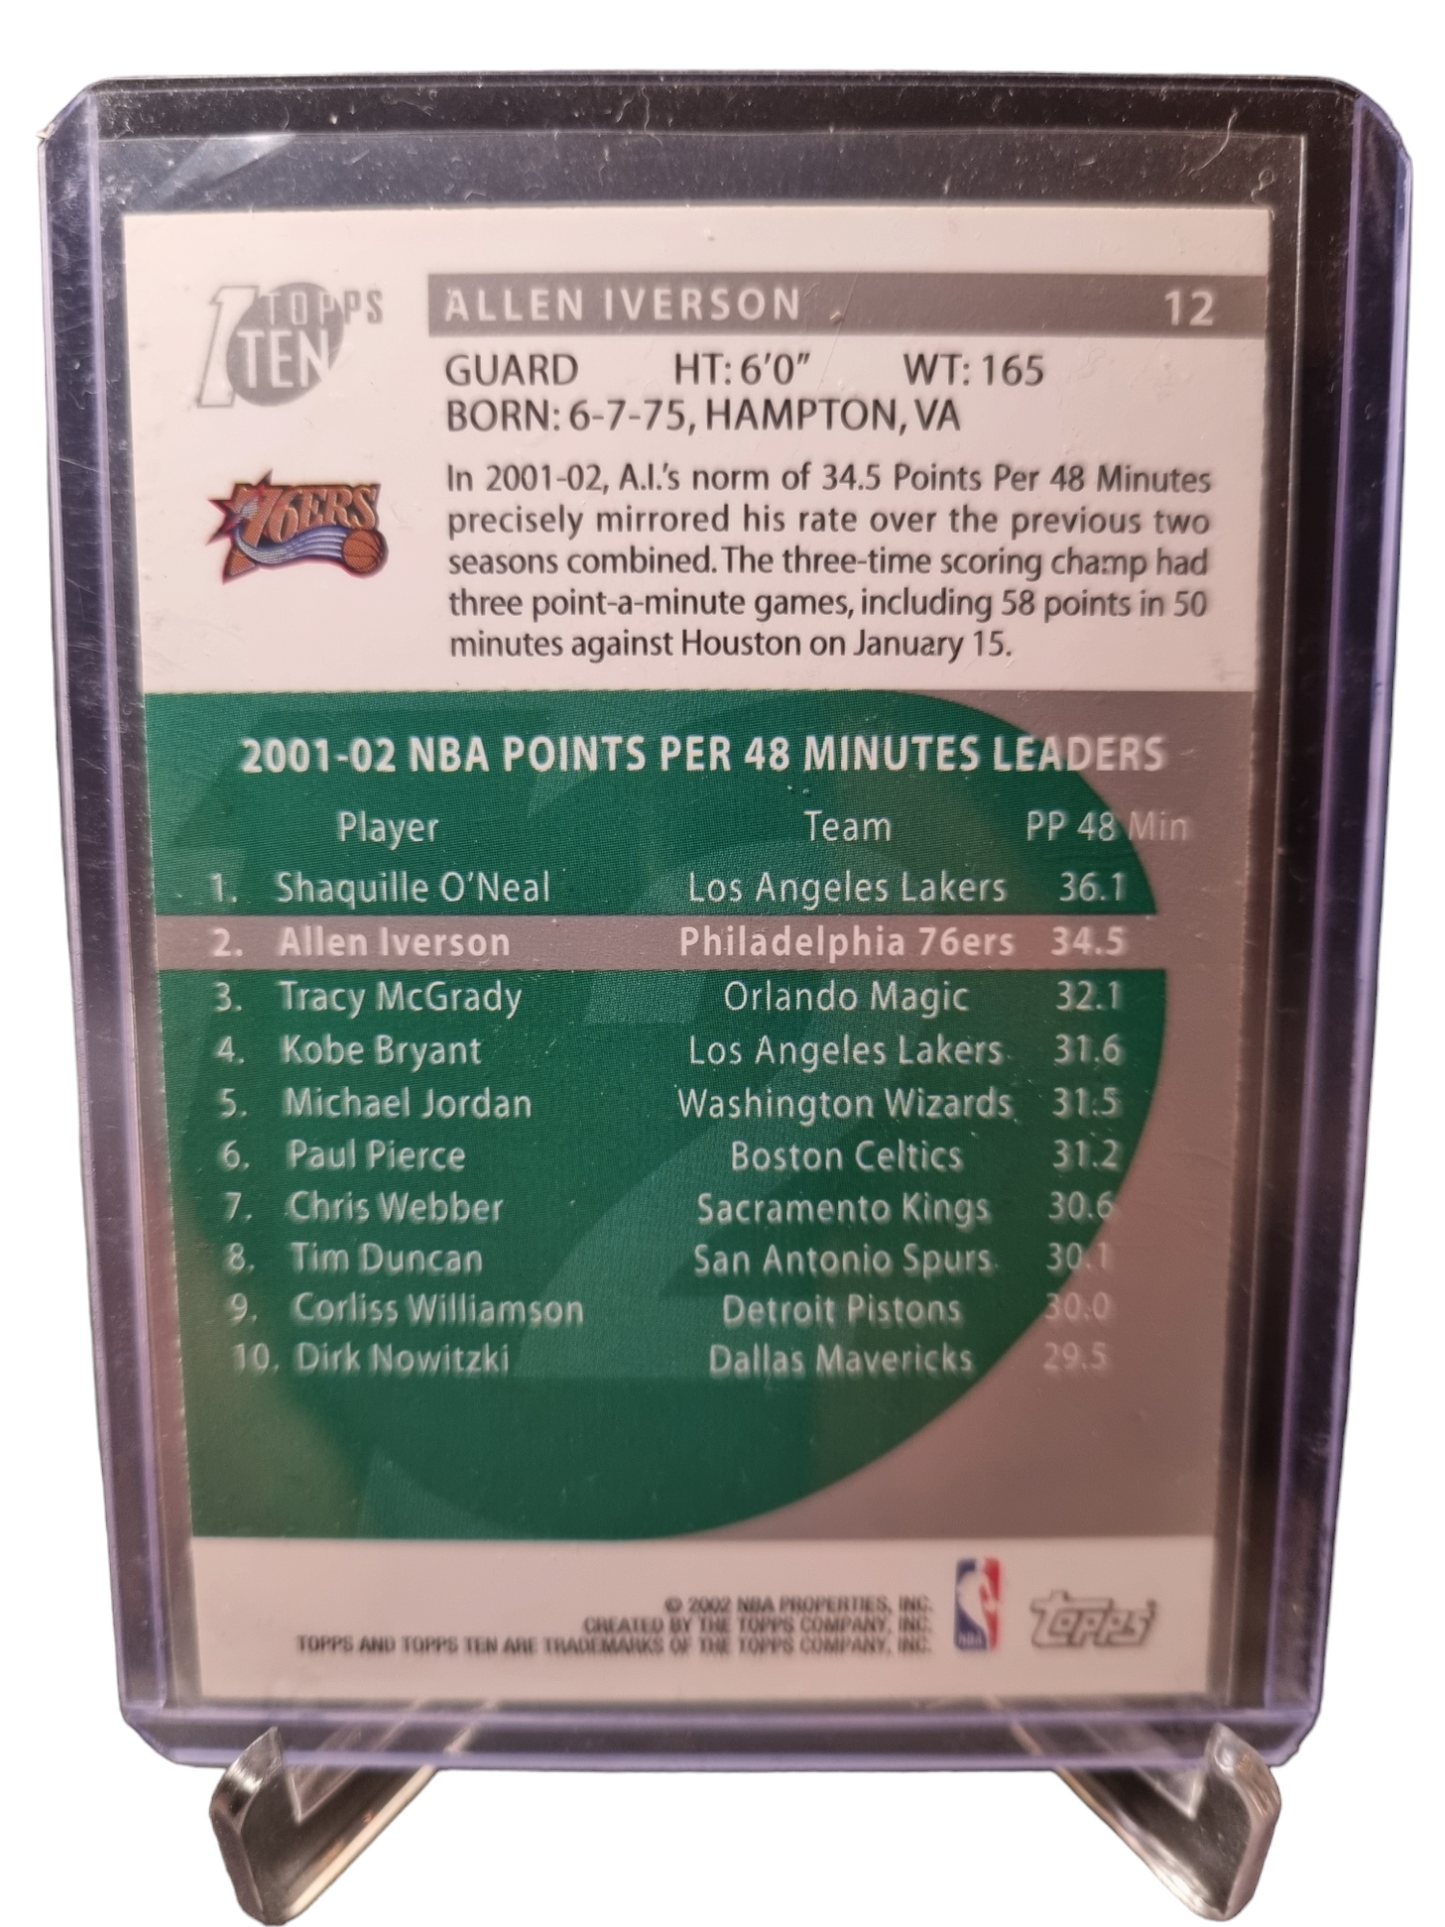 1 TOPPS
TEN
ALLEN IVERSON 12
GUARD HT: 6'0" WT: 165
BORN: 6-7-75, HAMPTON, VA
76ERS
In 2001-02, A.I.'s norm of 34.5 Points Per 48 Minutes
precisely mirrored his rate over the previous two
seasons combined. The three-time scoring champ had
three point-a-minute games, including 58 points in 50
minutes against Houston on January 15.
2001-02 NBA POINTS PER 48 MINUTES LEADERS
Player Team PP 48 Min
1. Shaquille O'Neal Los Angeles Lakers 36.1
2. Allen Iverson Philadelphia 76ers 34.5
3. Tracy McGrady Orlando Magic 32.1
4. Kobe Bryant Los Angeles Lakers 31.6
5. Michael Jordan Washington Wizards 31.5
6. Paul Pierce Boston Celtics 31.2
7. Chris Webber Sacramento Kings 30.6
8. Tim Duncan San Antonio Spurs 30.1
9. Corliss Williamson Detroit Pistons 30.0
10. Dirk Nowitzki Dallas Mavericks 29.5
© 2002 NBA PROPERTIES, INC.
CREATED BY THE TOPPS COMPANY, INC.
TOPPS AND TOPPS TEN ARE TRADEMARKS OF THE TOPPS COMPANY, INC.
NBA
TOPPS